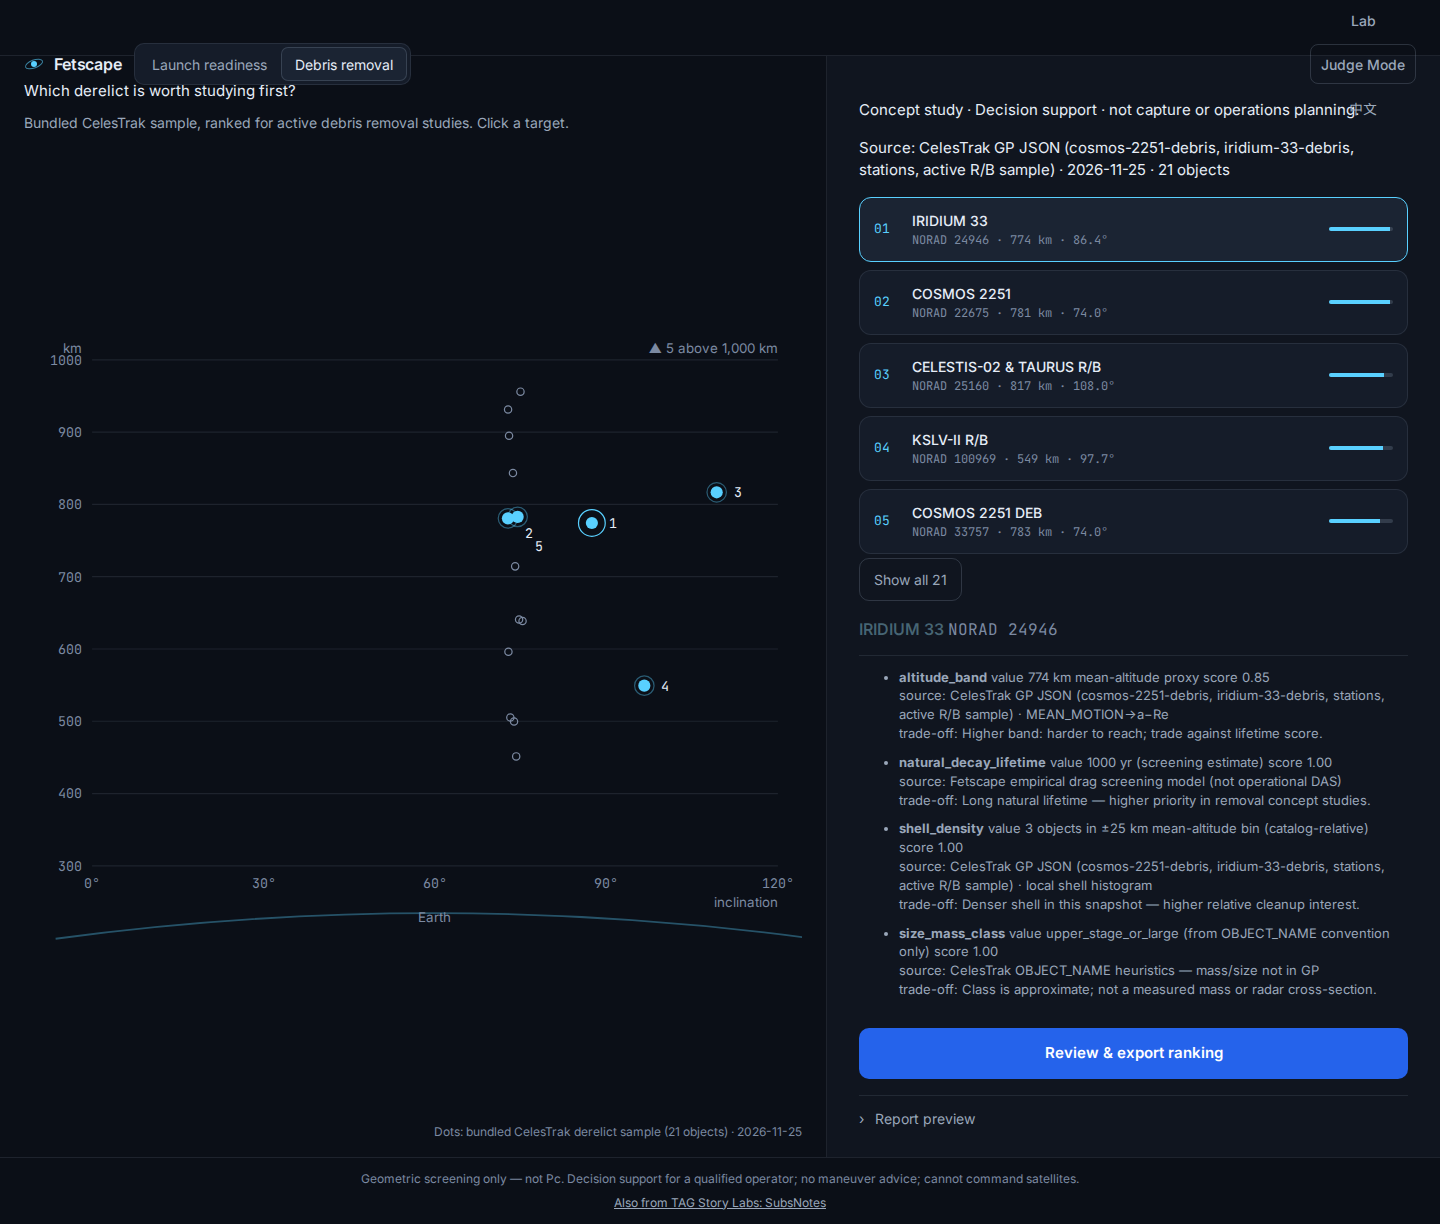 Lab
Fetscape
Launch readiness
Debris removal
Judge Mode
中文
Which derelict is worth studying first?
Bundled CelesTrak sample, ranked for active debris removal studies. Click a target.
km
▲ 5 above 1,000 km
1000
900
800
700
600
500
400
300
3
1
2
5
4
0°
30°
60°
90°
120°
inclination
Earth
Dots: bundled CelesTrak derelict sample (21 objects) · 2026-11-25
Concept study · Decision support · not capture or operations planning.
Source: CelesTrak GP JSON (cosmos-2251-debris, iridium-33-debris,
stations, active R/B sample) · 2026-11-25 · 21 objects
01
IRIDIUM 33
NORAD 24946 · 774 km · 86.4°
02
COSMOS 2251
NORAD 22675 · 781 km · 74.0°
03
CELESTIS-02 & TAURUS R/B
NORAD 25160 · 817 km · 108.0°
04
KSLV-II R/B
NORAD 100969 · 549 km · 97.7°
05
COSMOS 2251 DEB
NORAD 33757 · 783 km · 74.0°
Show all 21
IRIDIUM 33 NORAD 24946
• altitude_band value 774 km mean-altitude proxy score 0.85
source: CelesTrak GP JSON (cosmos-2251-debris, iridium-33-debris, stations,
active R/B sample) · MEAN_MOTION→a−Re
trade-off: Higher band: harder to reach; trade against lifetime score.
• natural_decay_lifetime value 1000 yr (screening estimate) score 1.00
source: Fetscape empirical drag screening model (not operational DAS)
trade-off: Long natural lifetime — higher priority in removal concept studies.
• shell_density value 3 objects in ±25 km mean-altitude bin (catalog-relative)
score 1.00
source: CelesTrak GP JSON (cosmos-2251-debris, iridium-33-debris, stations,
active R/B sample) · local shell histogram
trade-off: Denser shell in this snapshot — higher relative cleanup interest.
• size_mass_class value upper_stage_or_large (from OBJECT_NAME convention
only) score 1.00
source: CelesTrak OBJECT_NAME heuristics — mass/size not in GP
trade-off: Class is approximate; not a measured mass or radar cross-section.
Review & export ranking
› Report preview
Geometric screening only — not Pc. Decision support for a qualified operator; no maneuver advice; cannot command satellites.
Also from TAG Story Labs: SubsNotes